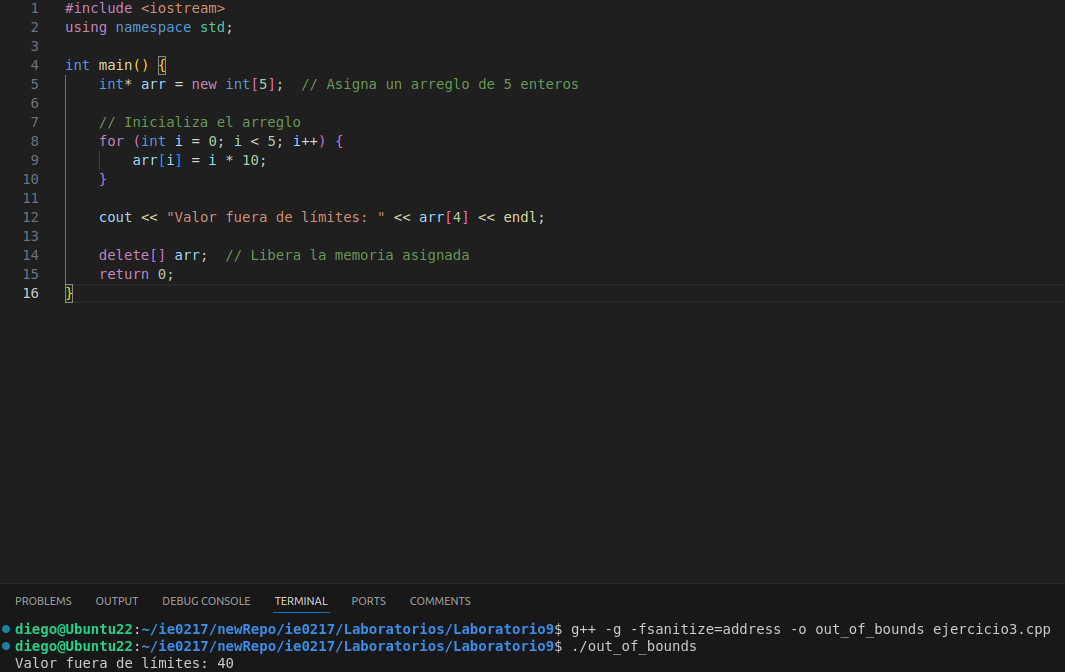 1 #include <iostream>
2 using namespace std;
3
4 int main() {
5     int* arr = new int[5];  // Asigna un arreglo de 5 enteros
6
7     // Inicializa el arreglo
8     for (int i = 0; i < 5; i++) {
9         arr[i] = i * 10;
10     }
11
12     cout << "Valor fuera de límites: " << arr[4] << endl;
13
14     delete[] arr;  // Libera la memoria asignada
15     return 0;
16 }
PROBLEMS OUTPUT DEBUG CONSOLE TERMINAL PORTS COMMENTS
diego@Ubuntu22:~/ie0217/newRepo/ie0217/Laboratorios/Laboratorio9$ g++ -g -fsanitize=address -o out_of_bounds ejercicio3.cpp
diego@Ubuntu22:~/ie0217/newRepo/ie0217/Laboratorios/Laboratorio9$ ./out_of_bounds
Valor fuera de límites: 40